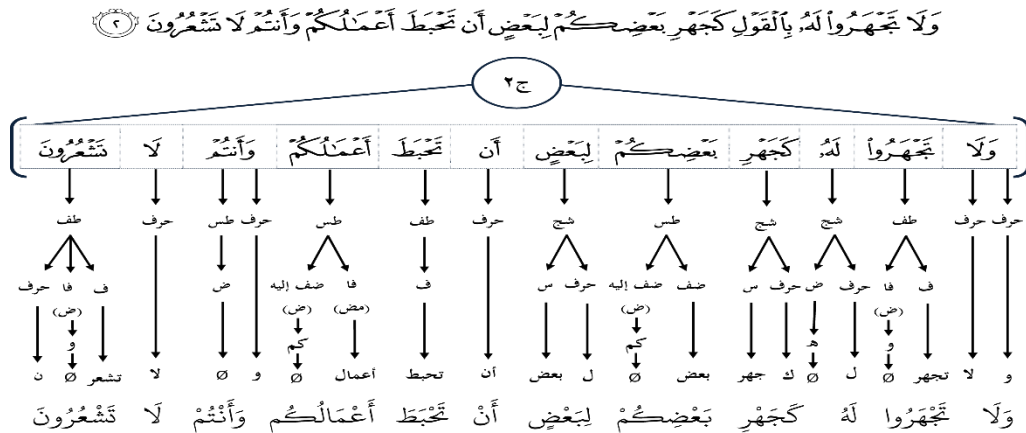 وَلَا تَجْهَرُوا۟ لَهُۥ بِٱلْقَوْلِ كَجَهْرِ بَعْضِكُمْ لِبَعْضٍ أَن تَحْبَطَ أَعْمَٰلُكُمْ وَأَنتُمْ لَا تَشْعُرُونَ ٢
ج٢
وَلَا تَجْهَرُوا۟ لَهُۥ كَجَهْرِ بَعْضِكُمْ لِبَعْضٍ أَن تَحْبَطَ أَعْمَٰلُكُمْ وَأَنتُمْ لَا تَشْعُرُونَ
حرف حرف طف شج شج طس شج حرف طف طس حرف طس حرف طف
ف فا حرف ض حرف س ضف ضف إليه حرف س ف فا ضف إليه ض ف فا حرف
(ض) (ض) (مض) (ض) (ض)
و ه كم كم و
و لا تجهر Ø ل Ø ك جهر بعض Ø ل بعض أن تحبط أعمال Ø و Ø لا تشعر Ø ن
وَلَا تَجْهَرُوا لَهُ كَجَهْرِ بَعْضِكُمْ لِبَعْضٍ أَنْ تَحْبَطَ أَعْمَالُكُم وَأَنْتُمْ لَا تَشْعُرُونَ